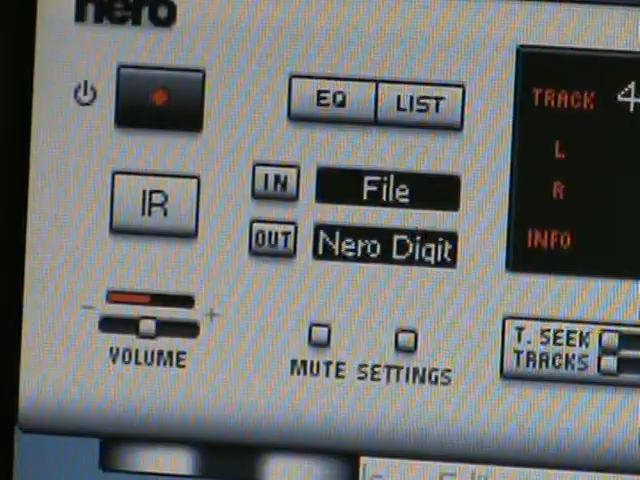 nero
EQ LIST
TRACK 4
IN File
L
IR
R
OUT Nero Digit
INFO
- +
VOLUME
MUTE SETTINGS
T. SEEK
TRACKS